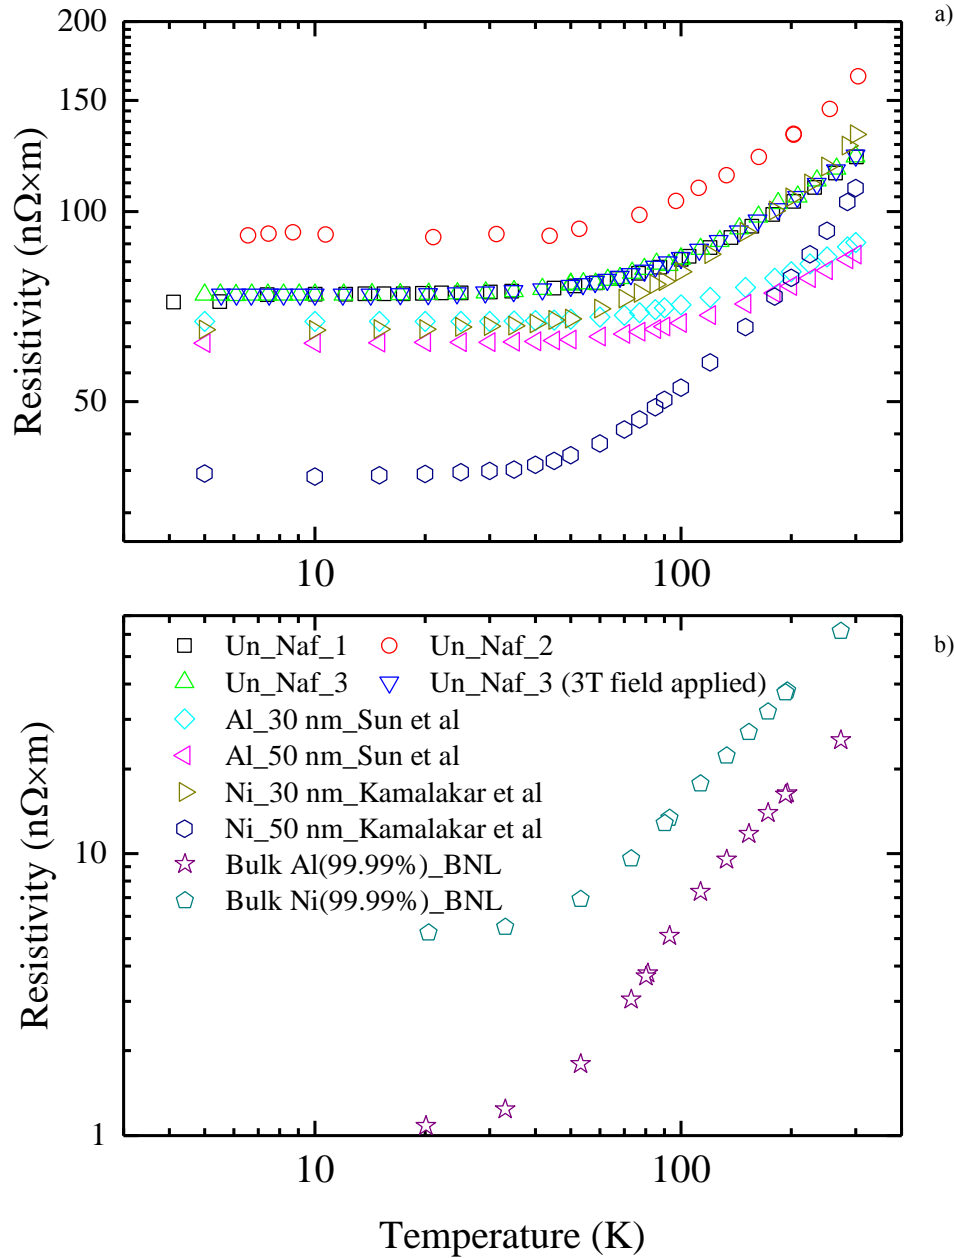 a)
200
150
100
50
Resistivity (nΩ×m)
10 100
b)
Un_Naf_1 Un_Naf_2
Un_Naf_3 Un_Naf_3 (3T field applied)
Al_30 nm_Sun et al
Al_50 nm_Sun et al
Ni_30 nm_Kamalakar et al
Ni_50 nm_Kamalakar et al
Bulk Al(99.99%)_BNL
Bulk Ni(99.99%)_BNL
10
1
Resistivity (nΩ×m)
10 100
Temperature (K)